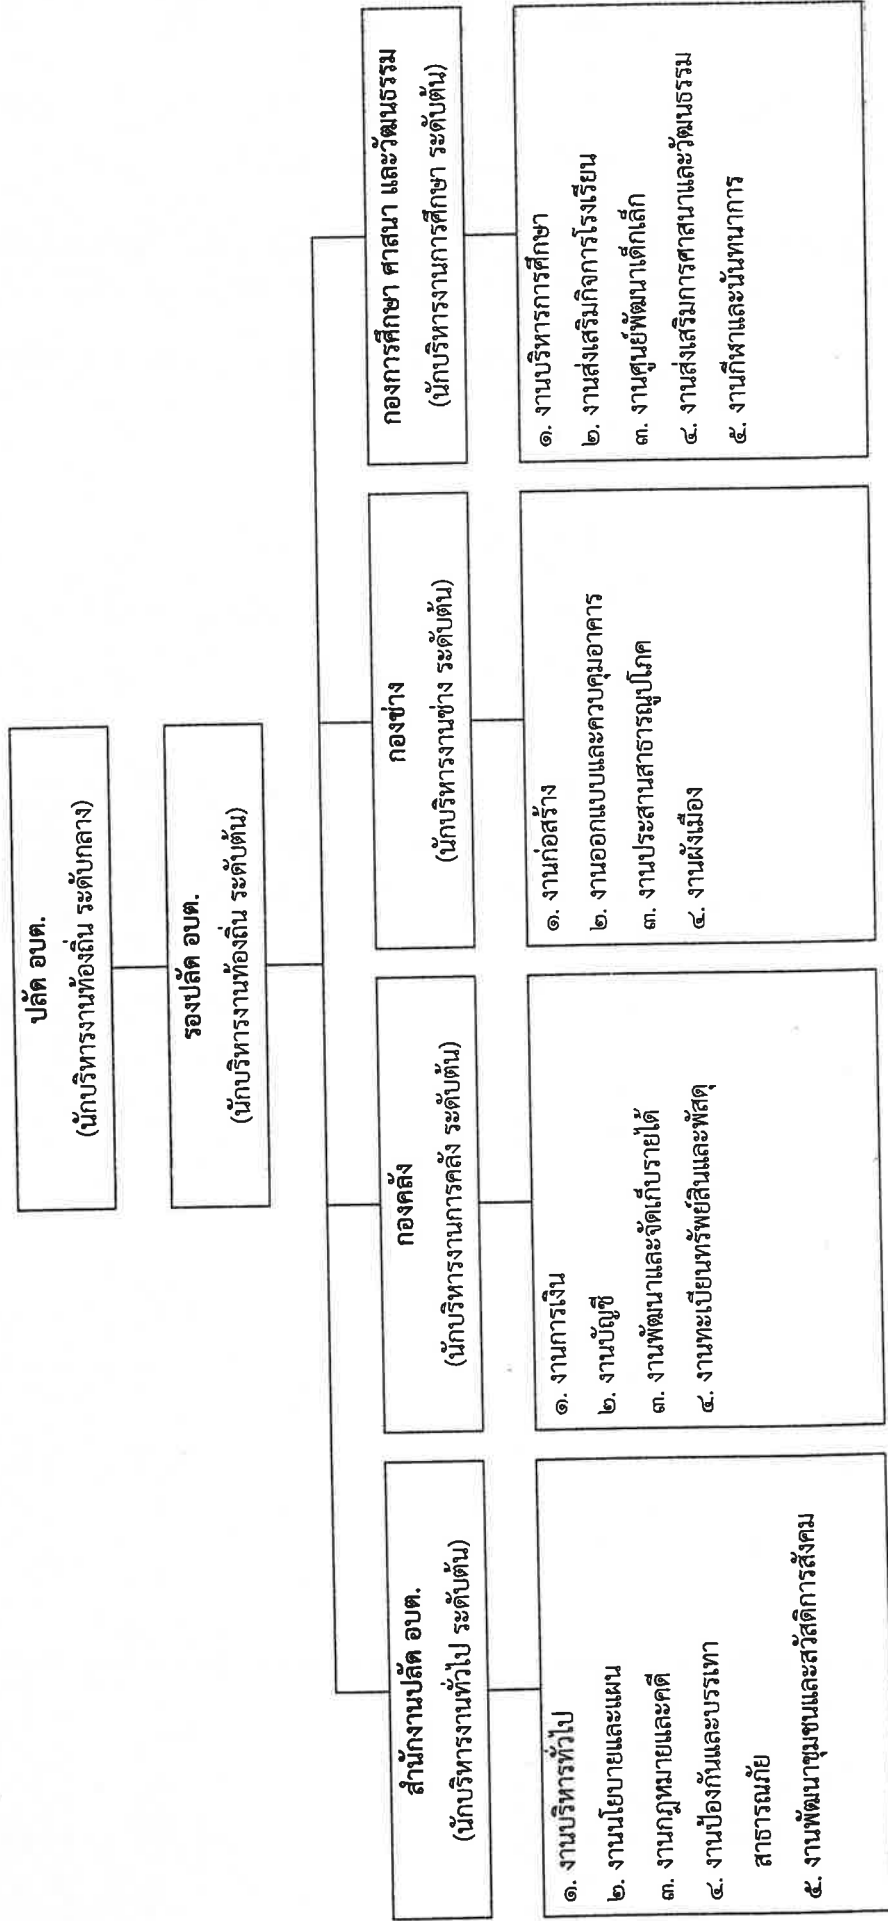 ปลัด อบต.
(นักบริหารงานท้องถิ่น ระดับกลาง)
รองปลัด อบต.
(นักบริหารงานท้องถิ่น ระดับต้น)
สำนักงานปลัด อบต.
(นักบริหารงานทั่วไป ระดับต้น)
๑. งานบริหารทั่วไป
๒. งานนโยบายและแผน
๓. งานกฎหมายและคดี
๔. งานป้องกันและบรรเทา
สาธารณภัย
๕. งานพัฒนาชุมชนและสวัสดิการสังคม
กองคลัง
(นักบริหารงานการคลัง ระดับต้น)
๑. งานการเงิน
๒. งานบัญชี
๓. งานพัฒนาและจัดเก็บรายได้
๔. งานทะเบียนทรัพย์สินและพัสดุ
กองช่าง
(นักบริหารงานช่าง ระดับต้น)
๑. งานก่อสร้าง
๒. งานออกแบบและควบคุมอาคาร
๓. งานประสานสาธารณูปโภค
๔. งานผังเมือง
กองการศึกษา ศาสนา และวัฒนธรรม
(นักบริหารงานการศึกษา ระดับต้น)
๑. งานบริหารการศึกษา
๒. งานส่งเสริมกิจการโรงเรียน
๓. งานศูนย์พัฒนาเด็กเล็ก
๔. งานส่งเสริมการศาสนาและวัฒนธรรม
๕. งานกีฬาและนันทนาการ